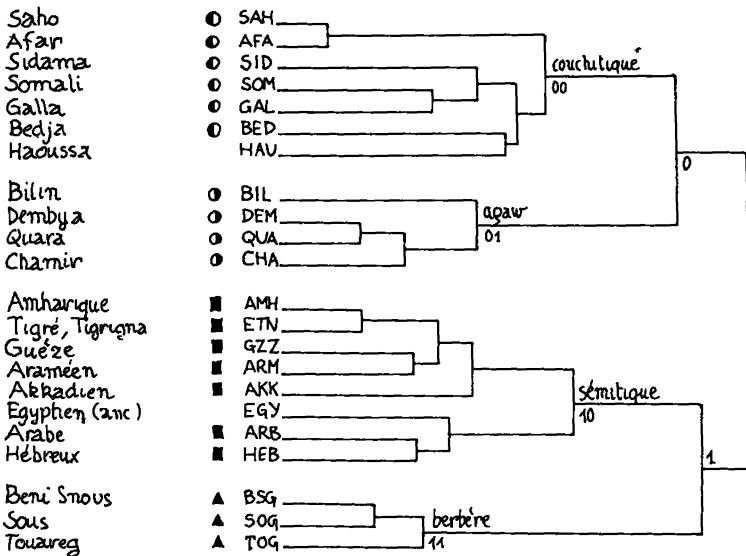 Saho SAH
Afar AFA
Sidama SID couchitique
Somali SOM 00
Galla GAL
Bedja BED
Haoussa HAU 0
Bilin BIL
Dembya DEM agaw
Quara QUA 01
Chamir CHA
Amharique AMH
Tigré, Tigrigna ETN
Guèze GZZ
Araméen ARM
Akkadien AKK sémitique
Egyptien (anc) EGY 10
Arabe ARB
Hébreux HEB 1
Beni Snous BSG
Sous SOG berbère
Touareg TOG 11